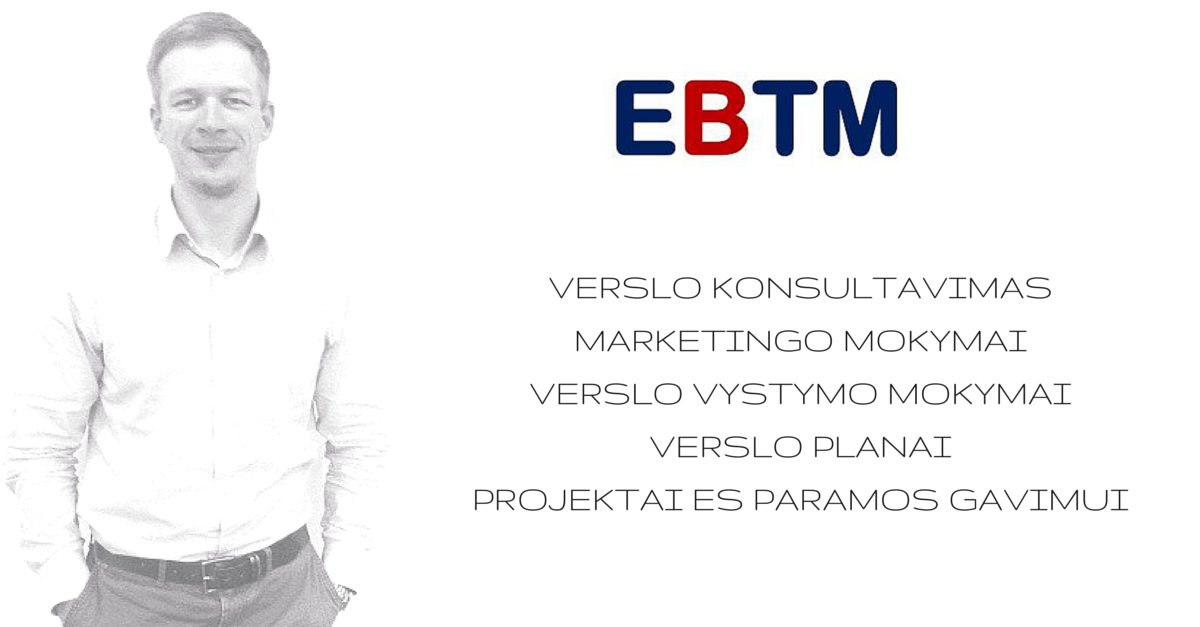 EBTM
VERSLO KONSULTAVIMAS
MARKETINGO MOKYMAI
VERSLO VYSTYMO MOKYMAI
VERSLO PLANAI
PROJEKTAI ES PARAMOS GAVIMUI